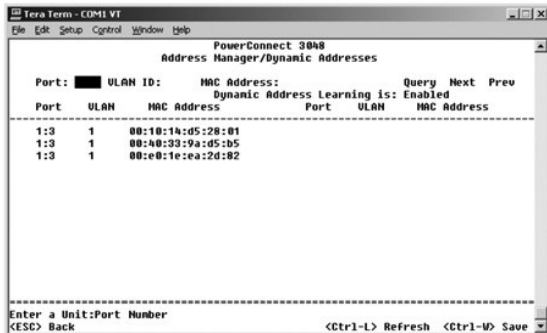 Tera Term - COM1 VT
File Edit Setup Control Window Help
PowerConnect 3048
Address Manager/Dynamic Addresses
Port: VLAN ID: MAC Address: Query Next Prev
Dynamic Address Learning is: Enabled
Port VLAN MAC Address Port VLAN MAC Address
1:3 1 00:10:14:d5:28:01
1:3 1 00:40:33:9a:d5:b5
1:3 1 00:e0:1e:ea:2d:82
Enter a Unit:Port Number
<ESC> Back <Ctrl-L> Refresh <Ctrl-W> Save